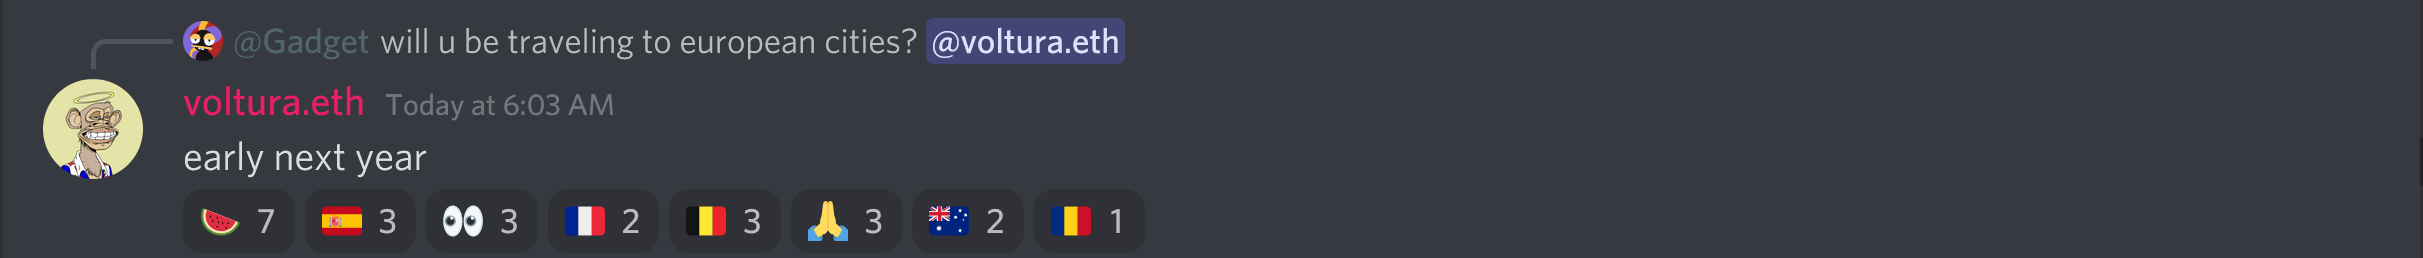 @Gadget will u be traveling to european cities? @voltura.eth
voltura.eth Today at 6:03 AM
early next year
7 3 3 2 3 3 2 1